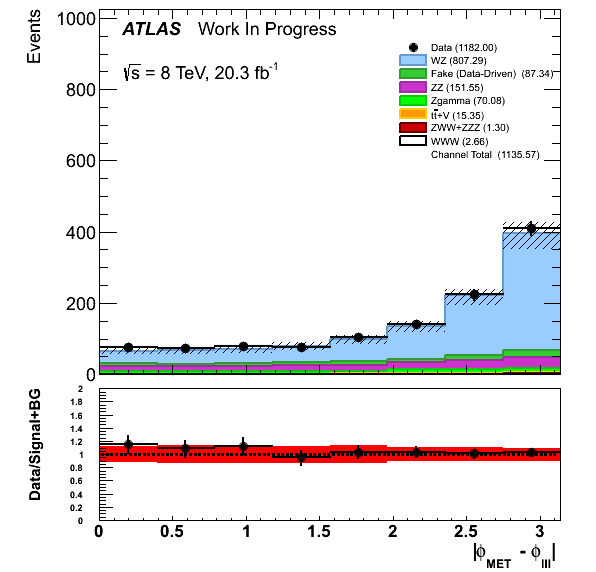 Events
1000
800
600
400
200
0
ATLAS Work In Progress
√s = 8 TeV, 20.3 fb-1
Data (1182.00)
WZ (807.29)
Fake (Data-Driven) (87.34)
ZZ (151.55)
Zgamma (70.08)
tt̄+V (15.35)
ZWW+ZZZ (1.30)
WWW (2.66)
Channel Total (1135.57)
Data/Signal+BG
2
1.8
1.6
1.4
1.2
1
0.8
0.6
0.4
0.2
0
0 0.5 1 1.5 2 2.5 3
|ϕMET - ϕlll|